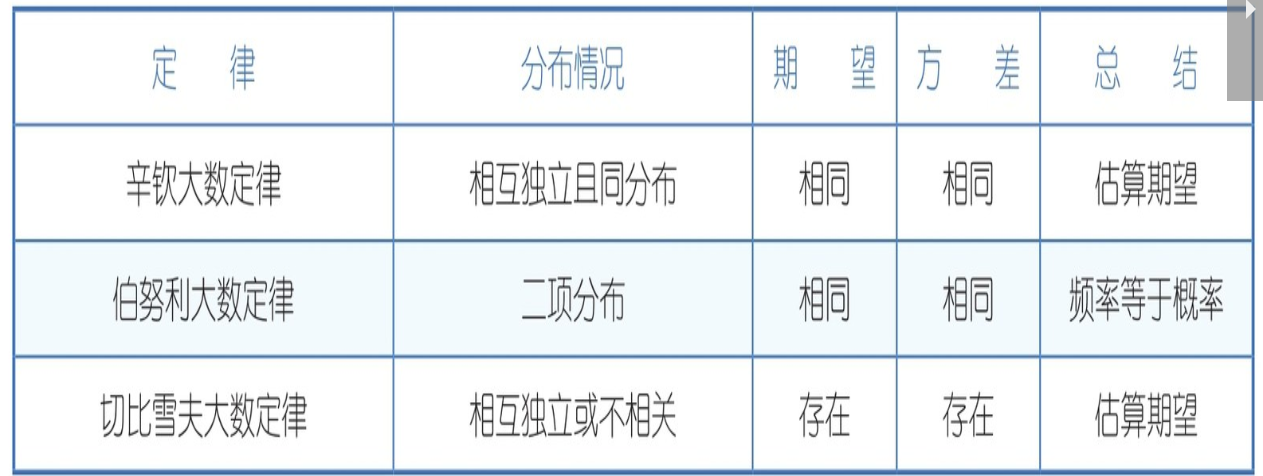 定律 分布情况 期望 方差 总结
辛钦大数定律 相互独立且同分布 相同 相同 估算期望
伯努利大数定律 二项分布 相同 相同 频率等于概率
切比雪夫大数定律 相互独立或不相关 存在 存在 估算期望